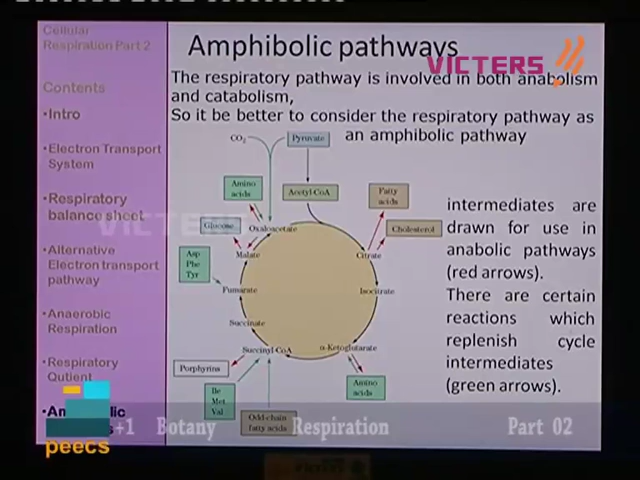 Cellular
Respiration Part 2
Amphibolic pathways
VICTERS
Contents
The respiratory pathway is involved in both anabolism
and catabolism,
So it be better to consider the respiratory pathway as
an amphibolic pathway
•Intro
•Electron Transport
System
•Respiratory
balance sheet
•Alternative
Electron transport
pathway
•Anaerobic
Respiration
•Respiratory
Qutient
CO2
Pyruvate
Amino
acids
Acetyl-CoA
Fatty
acids
Glucose
Oxaloacetate
Cholesterol
Malate
Citrate
Asp
Phe
Tyr
Fumarate
Isocitrate
Succinate
Succinyl-CoA
α-Ketoglutarate
Porphyrins
Ile
Met
Val
Amino
acids
Odd-chain
fatty acids
intermediates are
drawn for use in
anabolic pathways
(red arrows).
There are certain
reactions which
replenish cycle
intermediates
(green arrows).
VICTERS
+1 Botany Respiration Part 02
peecs